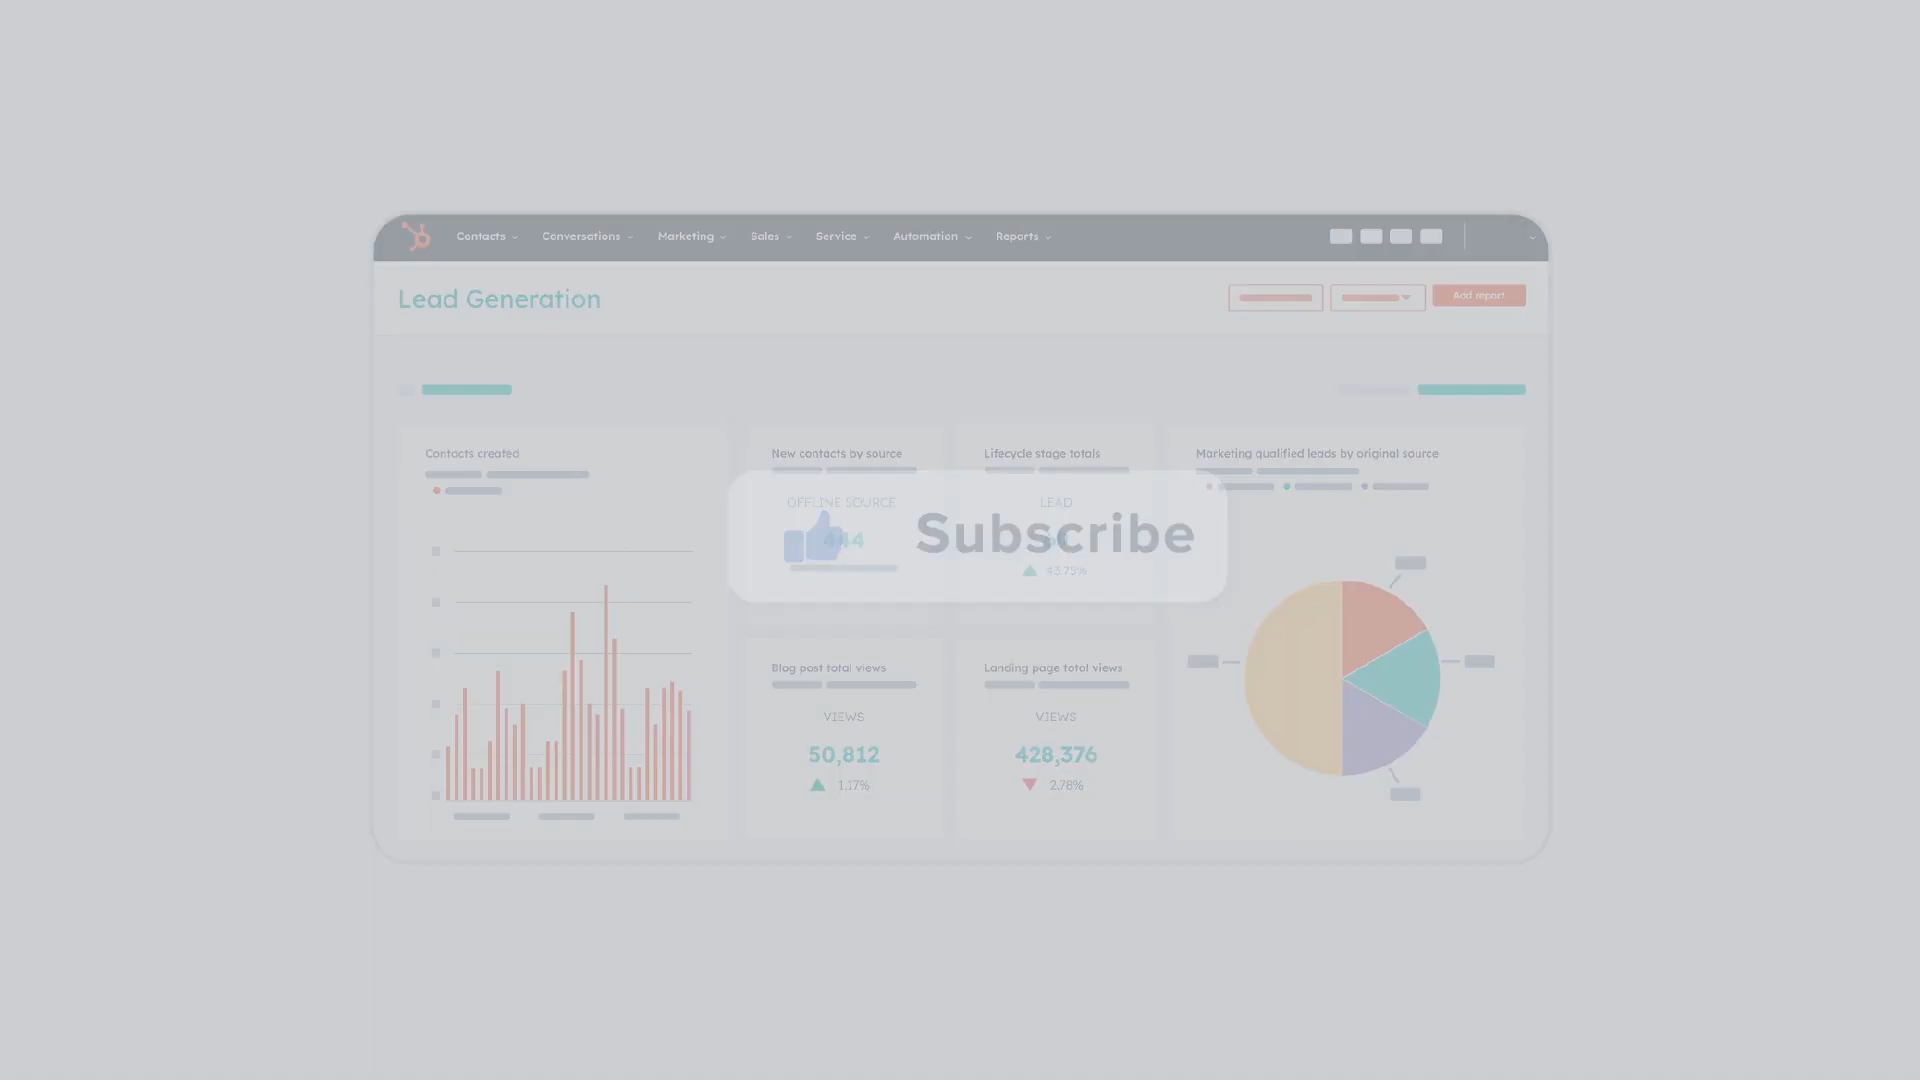 Contacts Conversations Marketing Sales Service Automation Reports
Lead Generation
Add report
Contacts created
New contacts by source
OFFLINE SOURCE
Lifecycle stage totals
LEAD
43.75%
Marketing qualified leads by original source
Subscribe
Blog post total views
VIEWS
50,812
1.17%
Landing page total views
VIEWS
428,376
2.78%